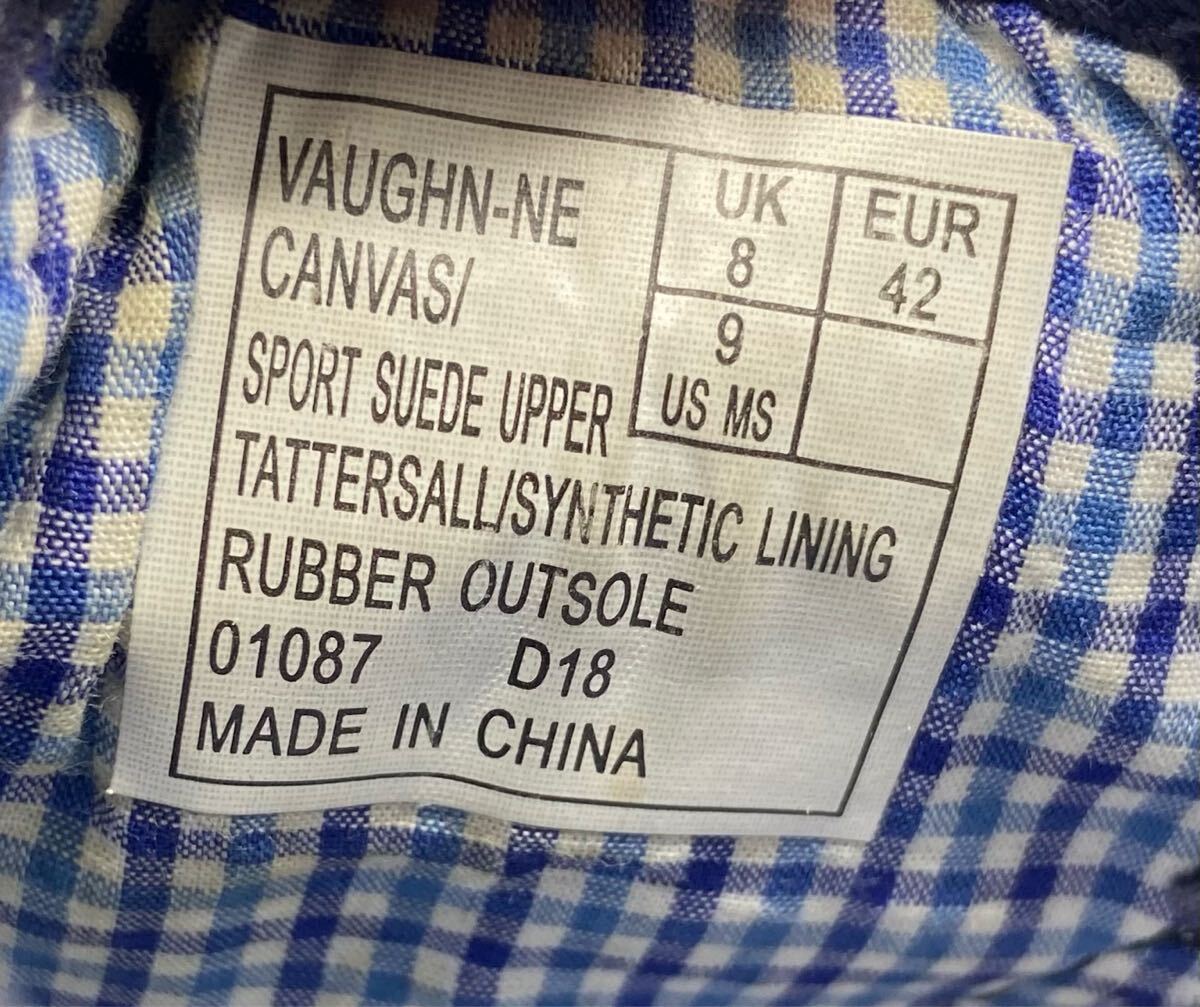 VAUGHN-NE
CANVAS/
SPORT SUEDE UPPER
TATTERSALL/SYNTHETIC LINING
RUBBER OUTSOLE
01087 D18
MADE IN CHINA
UK
8
9
US MS
EUR
42